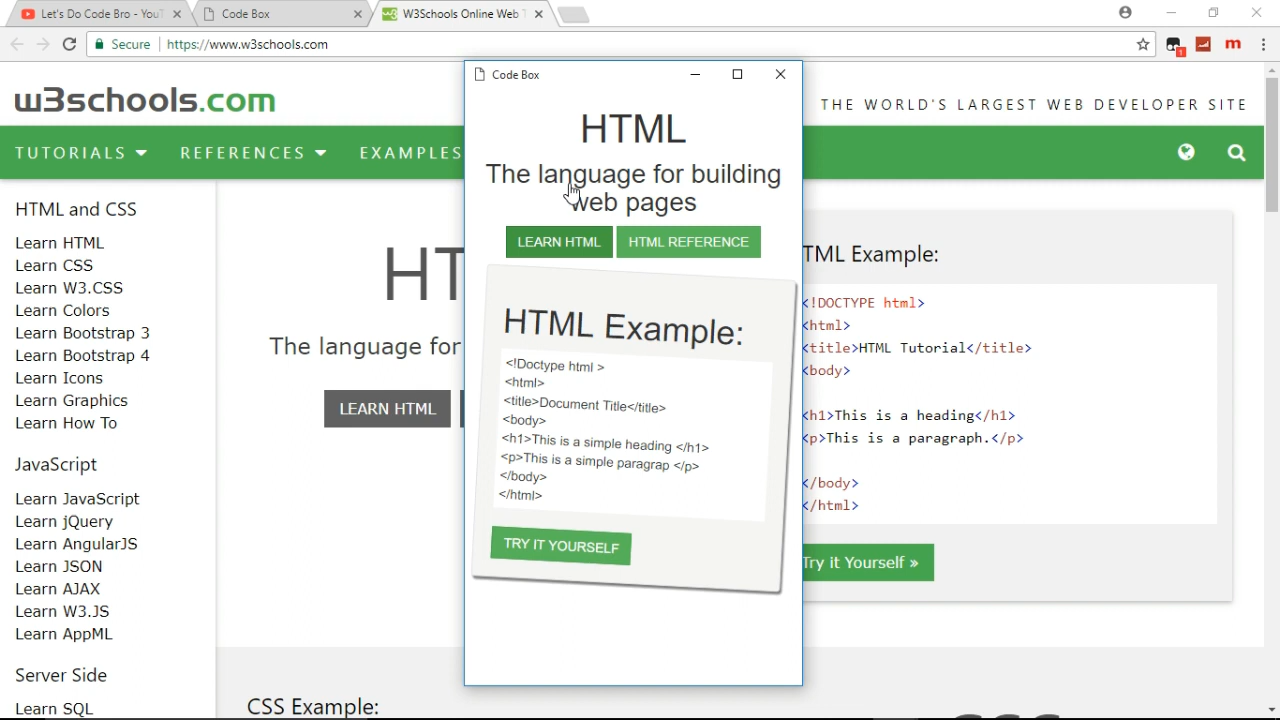 Let's Do Code Bro - YouT
Code Box
W3Schools Online Web T
Secure
https://www.w3schools.com
1
m
w3schools.com
THE WORLD'S LARGEST WEB DEVELOPER SITE
TUTORIALS
REFERENCES
EXAMPLES
HTML and CSS
Learn HTML
Learn CSS
Learn W3.CSS
Learn Colors
Learn Bootstrap 3
Learn Bootstrap 4
Learn Icons
Learn Graphics
Learn How To
JavaScript
Learn JavaScript
Learn jQuery
Learn AngularJS
Learn JSON
Learn AJAX
Learn W3.JS
Learn AppML
Server Side
Learn SQL
HT
The language for
LEARN HTML
CSS Example:
Code Box
HTML
The language for building
web pages
LEARN HTML
HTML REFERENCE
HTML Example:
<!Doctype html >
<html>
<title>Document Title</title>
<body>
<h1>This is a simple heading </h1>
<p>This is a simple paragrap </p>
</body>
</html>
TRY IT YOURSELF
TML Example:
<!DOCTYPE html>
<html>
<title>HTML Tutorial</title>
<body>
<h1>This is a heading</h1>
<p>This is a paragraph.</p>
</body>
</html>
Try it Yourself »